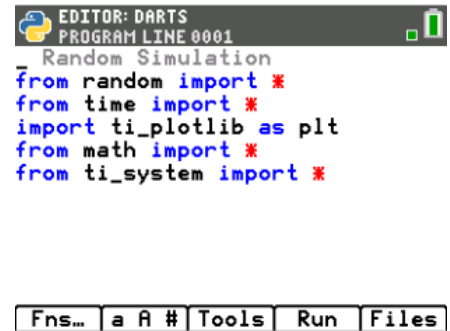 EDITOR: DARTS
PROGRAM LINE 0001
_ Random Simulation
from random import *
from time import *
import ti_plotlib as plt
from math import *
from ti_system import *
Fns… a A # Tools Run Files